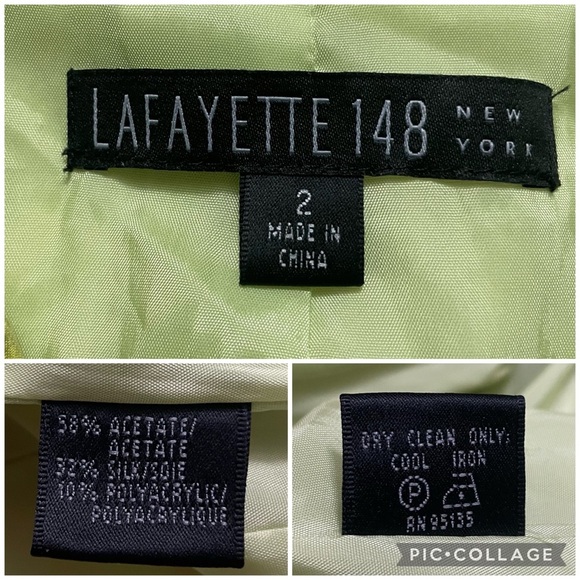 LAFAYETTE 148 NEW
YORK
2
MADE IN
CHINA
58% ACETATE/
ACETATE
32% SILK/SOIE
10% POLYACRYLIC/
POLYACRYLIQUE
DRY CLEAN ONLY,
COOL IRON
P
RN 95135
PIC•COLLAGE